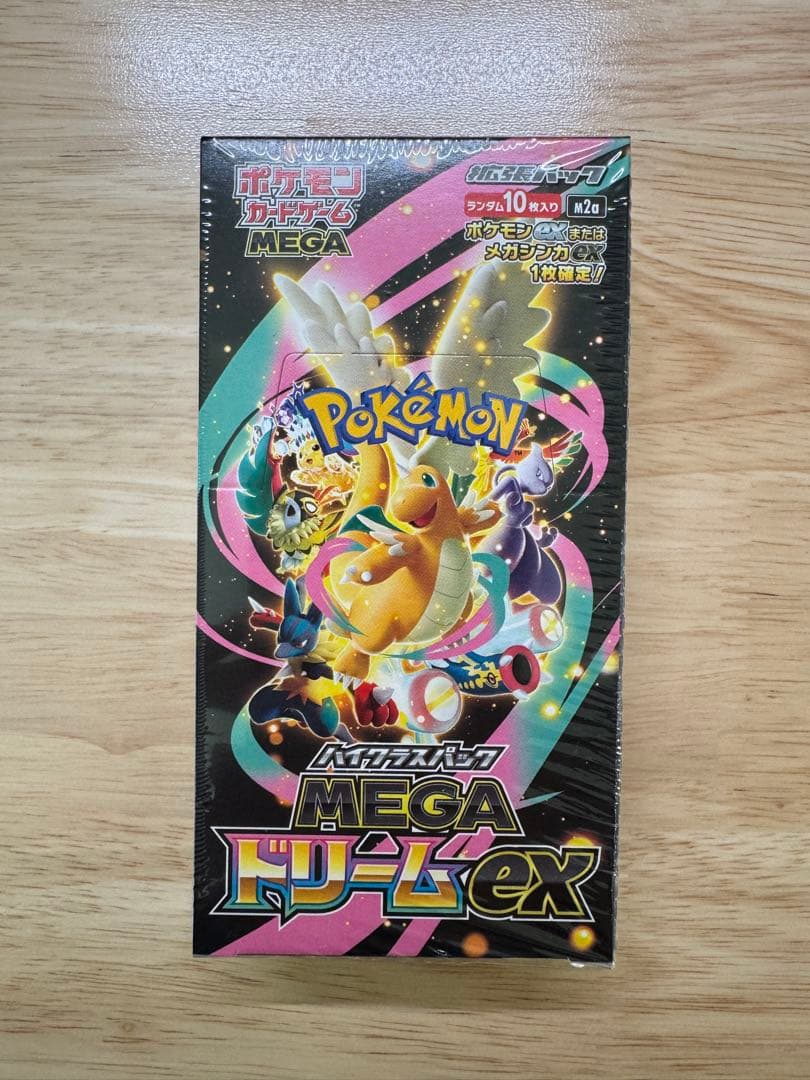 ポケモン
カードゲーム
MEGA
拡張パック
ランダム10枚入り M2a
ポケモンexまたは
メガシンカex
1枚確定!
POKéMON
TM
ハイクラスパック
MEGA
ドリームex